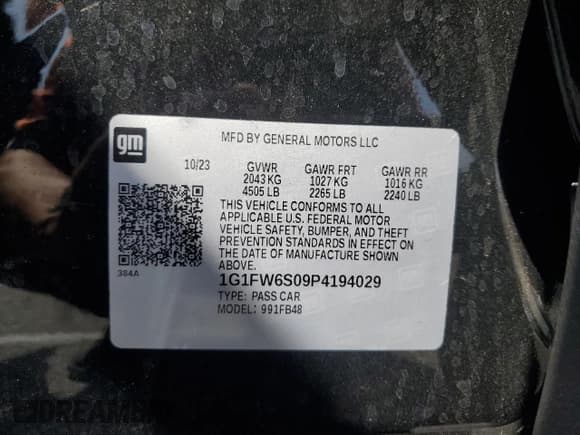 gm
MFD BY GENERAL MOTORS LLC
10/23 GVWR GAWR FRT GAWR RR
2043 KG 1027 KG 1016 KG
4505 LB 2265 LB 2240 LB
THIS VEHICLE CONFORMS TO ALL
APPLICABLE U.S. FEDERAL MOTOR
VEHICLE SAFETY, BUMPER, AND THEFT
PREVENTION STANDARDS IN EFFECT ON
THE DATE OF MANUFACTURE SHOWN
ABOVE.
384A
1G1FW6S09P4194029
TYPE: PASS CAR
MODEL: 991FB48